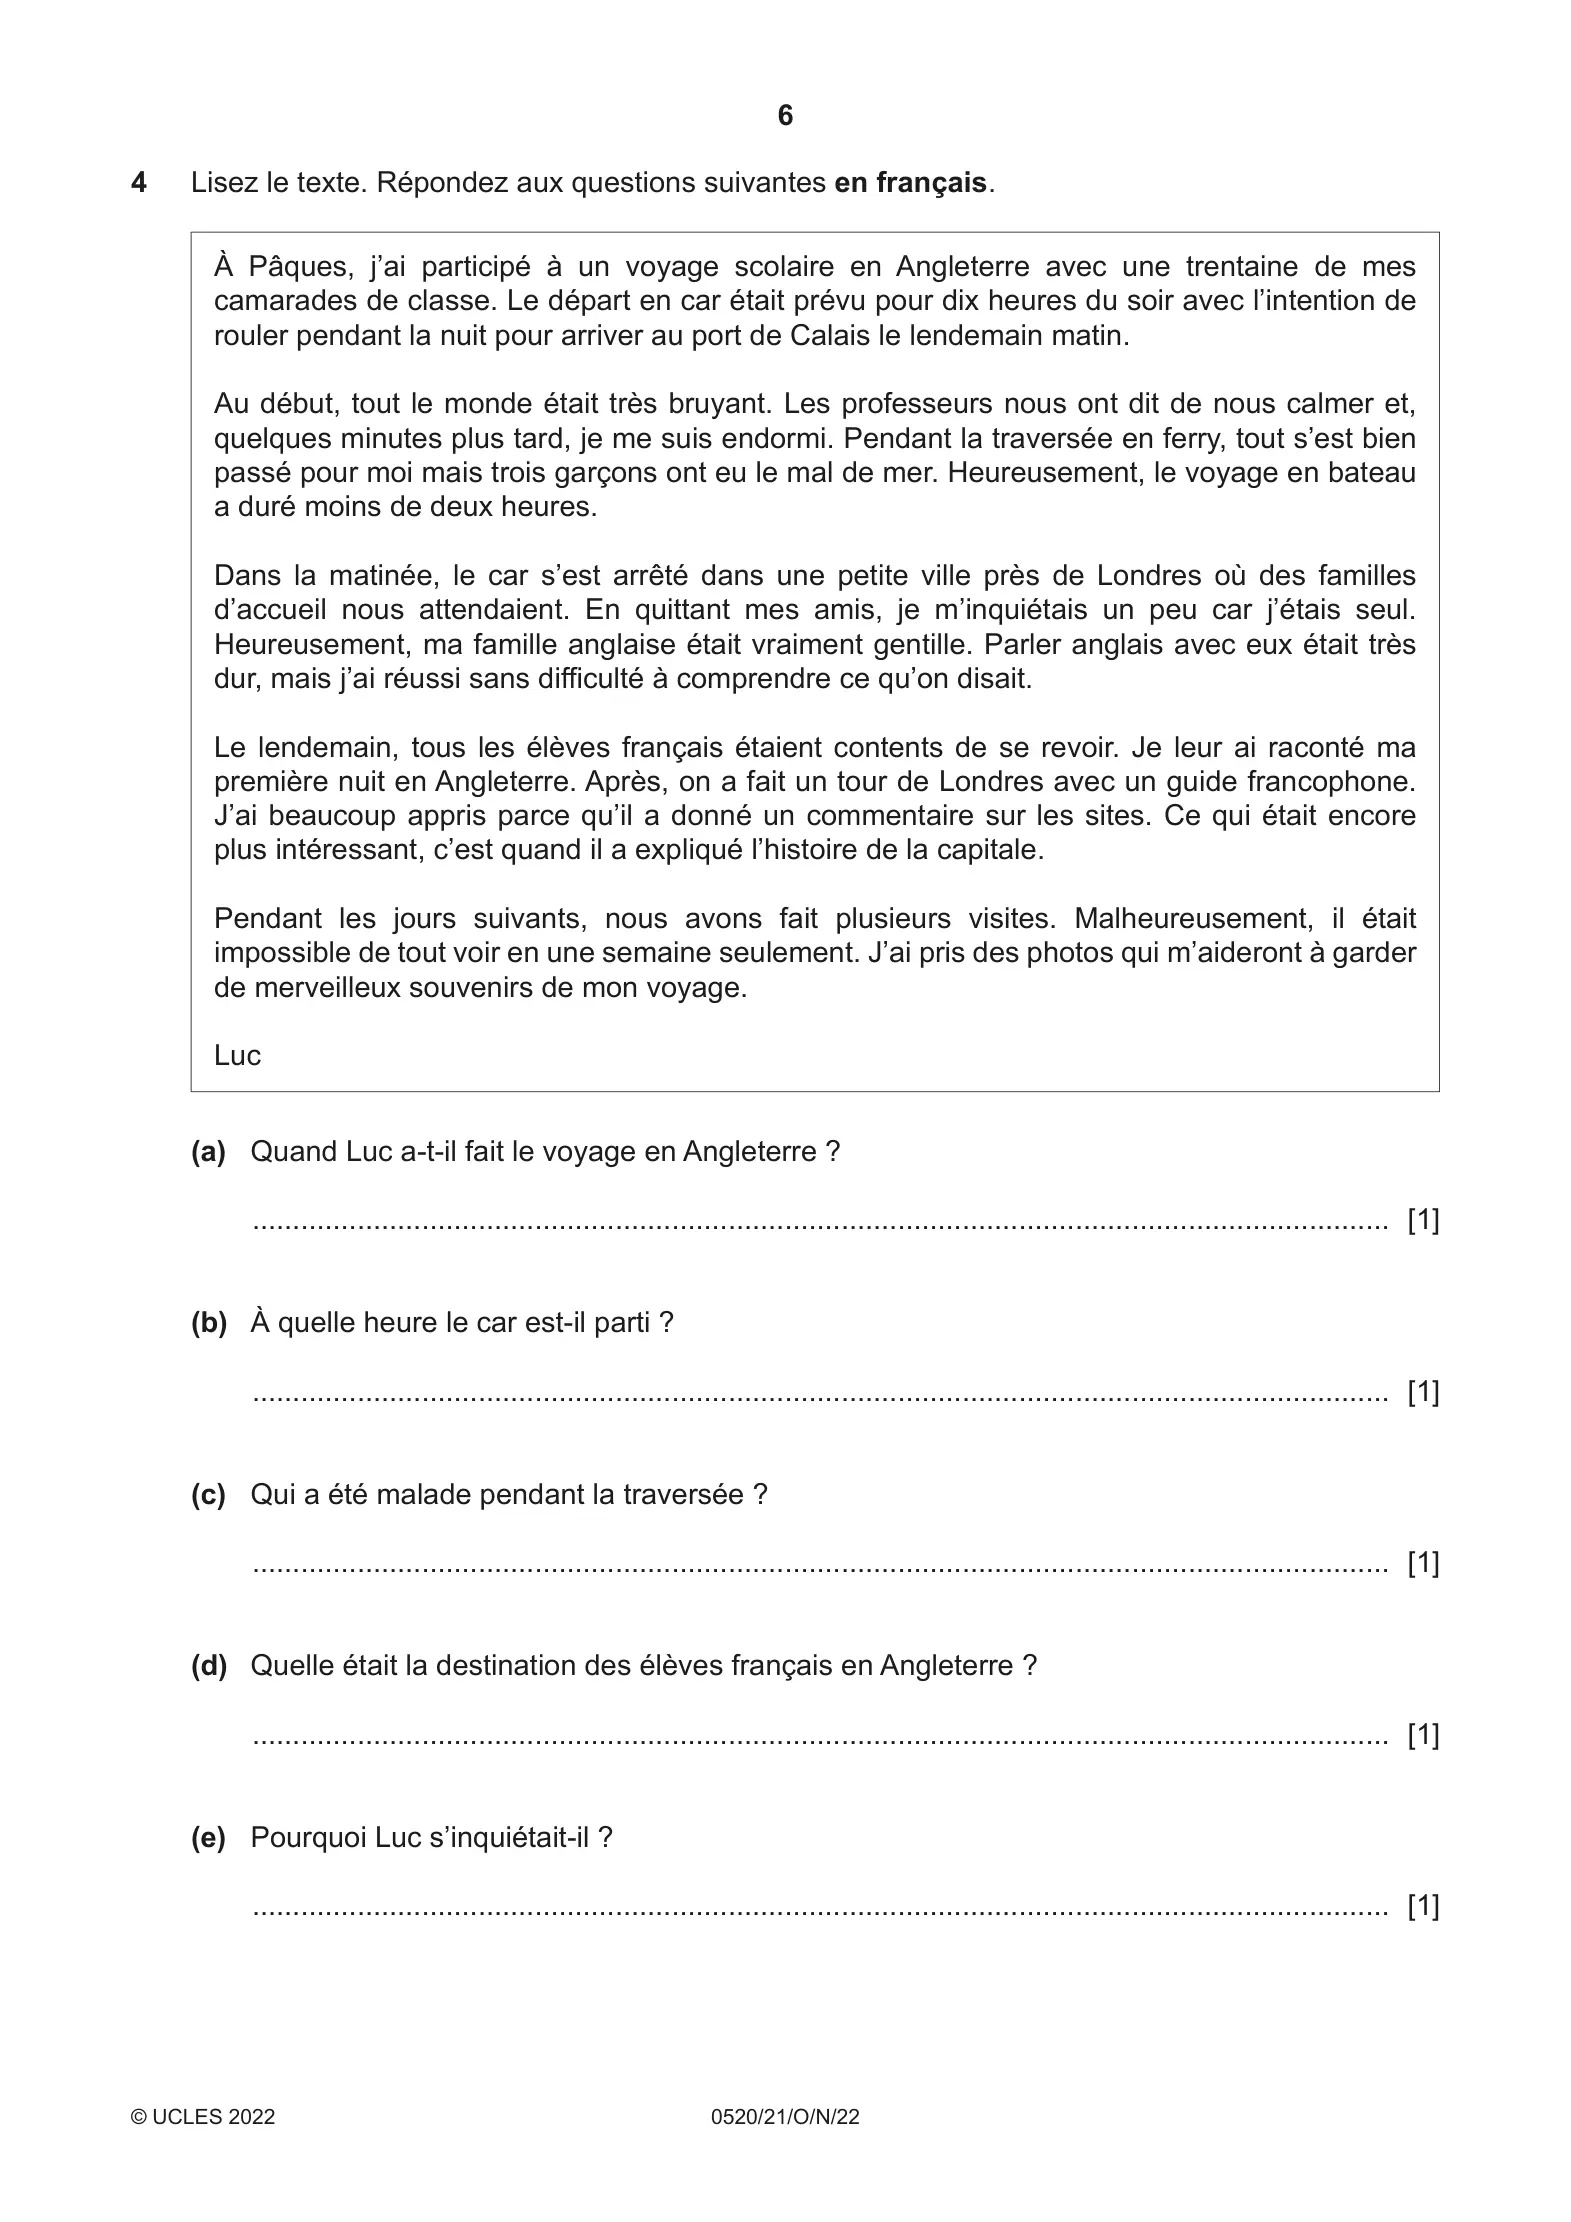 6
4 Lisez le texte. Répondez aux questions suivantes en français.
À Pâques, j’ai participé à un voyage scolaire en Angleterre avec une trentaine de mes
camarades de classe. Le départ en car était prévu pour dix heures du soir avec l’intention de
rouler pendant la nuit pour arriver au port de Calais le lendemain matin.
Au début, tout le monde était très bruyant. Les professeurs nous ont dit de nous calmer et,
quelques minutes plus tard, je me suis endormi. Pendant la traversée en ferry, tout s’est bien
passé pour moi mais trois garçons ont eu le mal de mer. Heureusement, le voyage en bateau
a duré moins de deux heures.
Dans la matinée, le car s’est arrêté dans une petite ville près de Londres où des familles
d’accueil nous attendaient. En quittant mes amis, je m’inquiétais un peu car j’étais seul.
Heureusement, ma famille anglaise était vraiment gentille. Parler anglais avec eux était très
dur, mais j’ai réussi sans difficulté à comprendre ce qu’on disait.
Le lendemain, tous les élèves français étaient contents de se revoir. Je leur ai raconté ma
première nuit en Angleterre. Après, on a fait un tour de Londres avec un guide francophone.
J’ai beaucoup appris parce qu’il a donné un commentaire sur les sites. Ce qui était encore
plus intéressant, c’est quand il a expliqué l’histoire de la capitale.
Pendant les jours suivants, nous avons fait plusieurs visites. Malheureusement, il était
impossible de tout voir en une semaine seulement. J’ai pris des photos qui m’aideront à garder
de merveilleux souvenirs de mon voyage.
Luc
(a) Quand Luc a-t-il fait le voyage en Angleterre ?
[1]
(b) À quelle heure le car est-il parti ?
[1]
(c) Qui a été malade pendant la traversée ?
[1]
(d) Quelle était la destination des élèves français en Angleterre ?
[1]
(e) Pourquoi Luc s’inquiétait-il ?
[1]
© UCLES 2022 0520/21/O/N/22